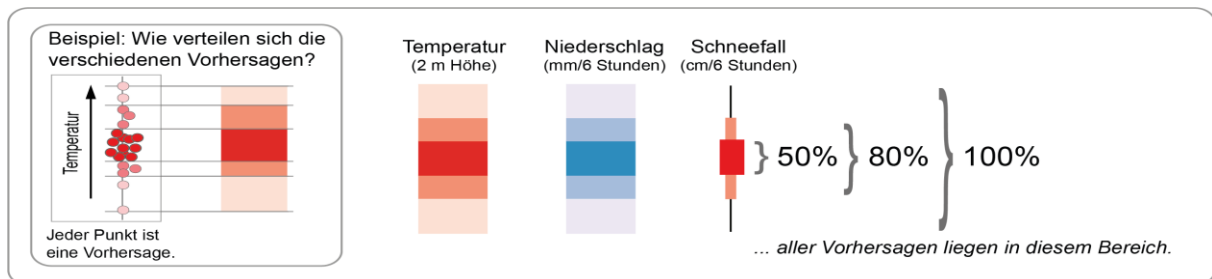 Beispiel: Wie verteilen sich die
verschiedenen Vorhersagen?
Temperatur
Jeder Punkt ist
eine Vorhersage.
Temperatur
(2 m Höhe)
Niederschlag
(mm/6 Stunden)
Schneefall
(cm/6 Stunden)
50%
80%
100%
... aller Vorhersagen liegen in diesem Bereich.